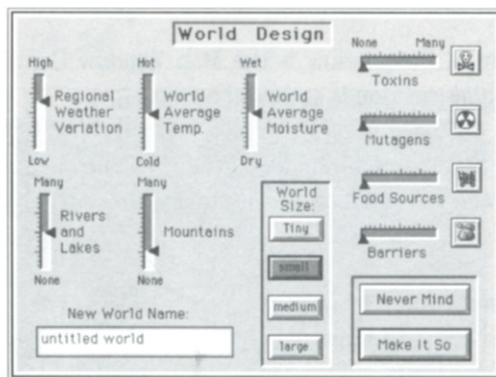 World Design
High
Regional
Weather
Variation
Low
Hot
World
Average
Temp.
Cold
Wet
World
Average
Moisture
Dry
Many
Rivers
and
Lakes
None
Many
Mountains
None
World
Size:
Tiny
small
medium
large
None Many
Toxins
Mutagens
Food Sources
Barriers
New World Name:
untitled world
Never Mind
Make It So